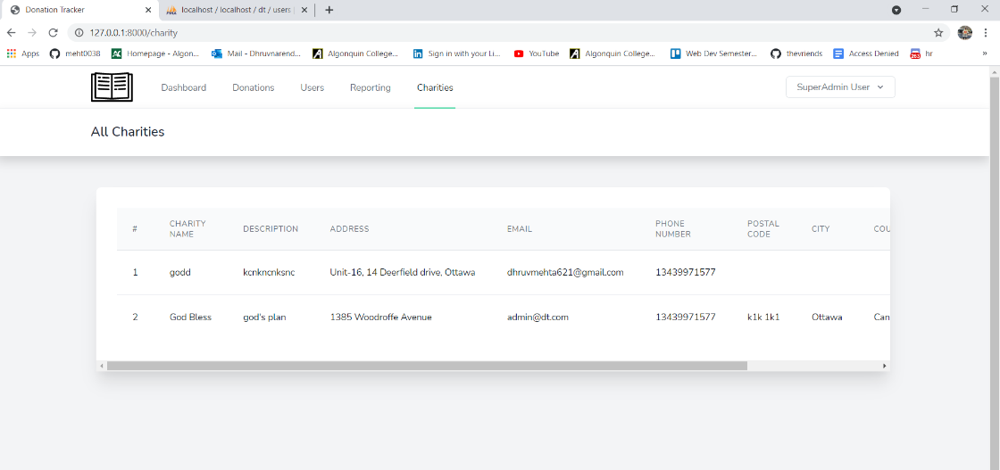 Donation Tracker
localhost / localhost / dt / users |
127.0.0.1:8000/charity
Apps meht0038 Homepage - Algon... Mail - Dhruvnarend... Algonquin College... Sign in with your Li... YouTube Algonquin College... Web Dev Semester... thevriends Access Denied hr
Dashboard Donations Users Reporting Charities SuperAdmin User
All Charities
# CHARITY NAME DESCRIPTION ADDRESS EMAIL PHONE NUMBER POSTAL CODE CITY COU
1 godd kcnkncnksnc Unit-16, 14 Deerfield drive, Ottawa dhruvmehta621@gmail.com 13439971577
2 God Bless god's plan 1385 Woodroffe Avenue admin@dt.com 13439971577 k1k 1k1 Ottawa Can